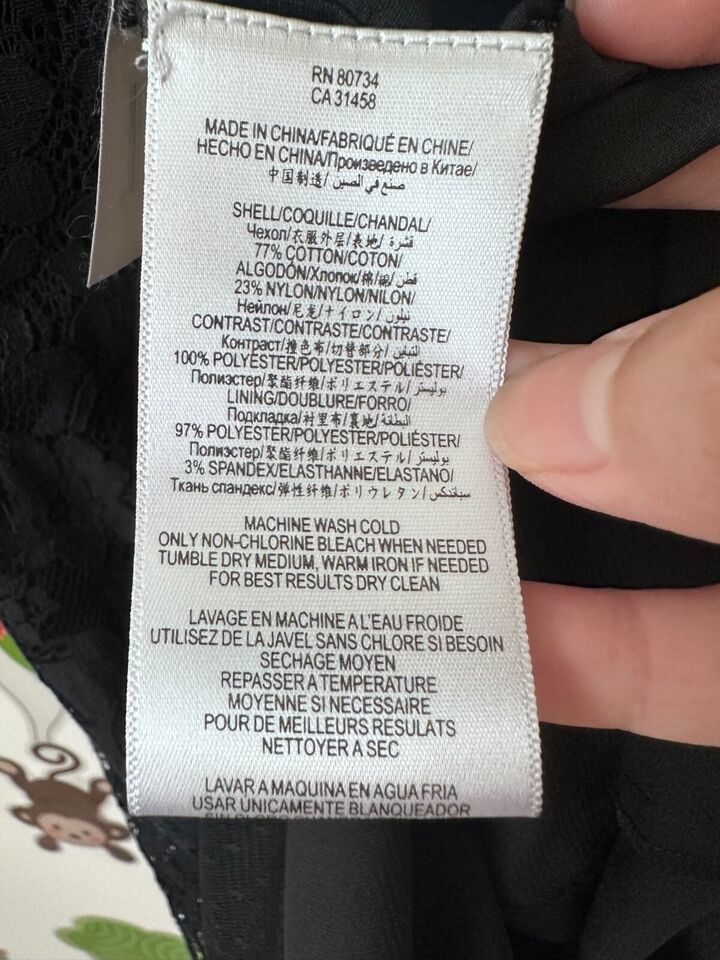 RN 80734
CA 31458
MADE IN CHINA/FABRIQUÉ EN CHINE/
HECHO EN CHINA/Произведено в Китае/
中国制造/ صنع في الصين/
SHELL/COQUILLE/CHANDAL/
Чехол/衣服外层/表地/ قشرة
77% COTTON/COTON/
ALGODÓN/Хлопок/棉/綿/ قطن
23% NYLON/NYLON/NILON/
Нейлон/尼龙/ナイロン/ نيلون
CONTRAST/CONTRASTE/CONTRASTE/
Контраст/撞色布/切替部分/
100% POLYESTER/POLYESTER/POLIÉSTER/
Полиэстер/聚酯纤维/ポリエステル/ بوليستر
LINING/DOUBLURE/FORRO/
Подкладка/衬里布/裏地/ البطانة
97% POLYESTER/POLYESTER/POLIÉSTER/
Полиэстер/聚酯纤维/ポリエステル/ بوليستر
3% SPANDEX/ELASTHANNE/ELASTANO/
Ткань спандекс/弹性纤维/ポリウレタン/ سباندكس
MACHINE WASH COLD
ONLY NON-CHLORINE BLEACH WHEN NEEDED
TUMBLE DRY MEDIUM, WARM IRON IF NEEDED
FOR BEST RESULTS DRY CLEAN
LAVAGE EN MACHINE A L'EAU FROIDE
UTILISEZ DE LA JAVEL SANS CHLORE SI BESOIN
SECHAGE MOYEN
REPASSER A TEMPERATURE
MOYENNE SI NECESSAIRE
POUR DE MEILLEURS RESULATS
NETTOYER A SEC
LAVAR A MAQUINA EN AGUA FRIA
USAR UNICAMENTE BLANQUEADOR